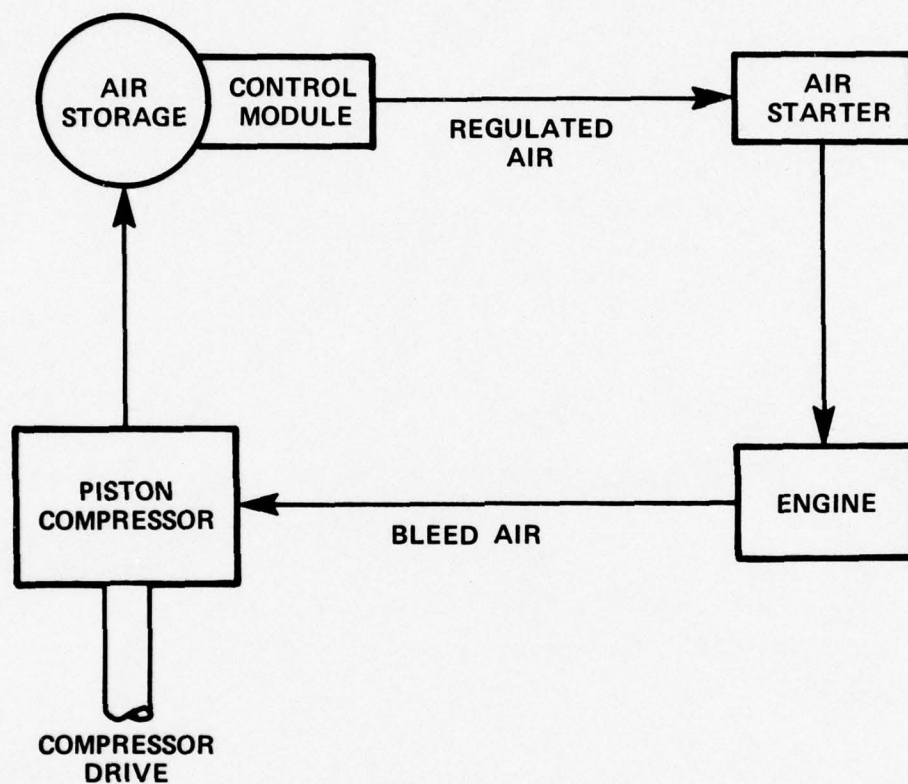 AIR
STORAGE
CONTROL
MODULE
REGULATED
AIR
AIR
STARTER
PISTON
COMPRESSOR
BLEED AIR
ENGINE
COMPRESSOR
DRIVE